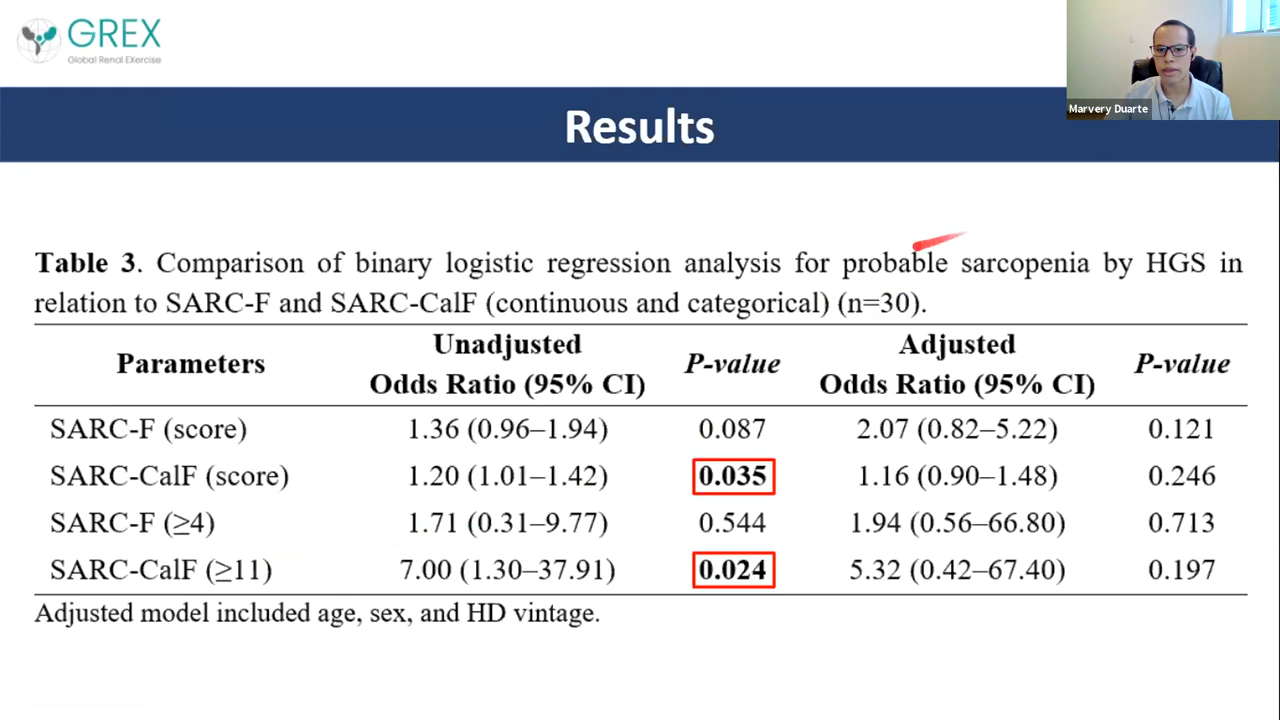 GREX
Global Renal Exercise
Marvery Duarte
Results
Table 3. Comparison of binary logistic regression analysis for probable sarcopenia by HGS in
relation to SARC-F and SARC-CalF (continuous and categorical) (n=30).
Parameters Unadjusted Odds Ratio (95% CI) P-value Adjusted Odds Ratio (95% CI) P-value
SARC-F (score) 1.36 (0.96–1.94) 0.087 2.07 (0.82–5.22) 0.121
SARC-CalF (score) 1.20 (1.01–1.42) 0.035 1.16 (0.90–1.48) 0.246
SARC-F (≥4) 1.71 (0.31–9.77) 0.544 1.94 (0.56–66.80) 0.713
SARC-CalF (≥11) 7.00 (1.30–37.91) 0.024 5.32 (0.42–67.40) 0.197
Adjusted model included age, sex, and HD vintage.